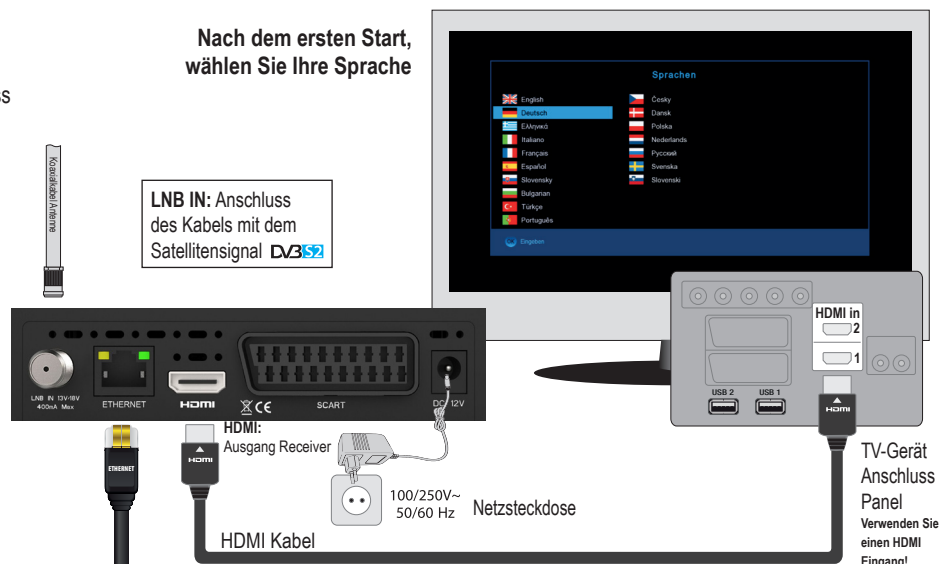 Nach dem ersten Start,
wählen Sie Ihre Sprache
s
Koaxialkabel Antenne
LNB IN: Anschluss
des Kabels mit dem
Satellitensignal DVB S2
Sprachen
English
Deutsch
Ελληνικά
Italiano
Français
Español
Slovensky
Bulganan
Türkçe
Português
Česky
Dansk
Polska
Nederlands
Русский
Svenska
Slovenski
Eingeben
LNB IN 13V-18V
400mA Max
ETHERNET
HDMI
CE
SCART
DC 12V
HDMI in
2
1
USB 2
USB 1
HDMI
ETHERNET
HDMI
HDMI:
Ausgang Receiver
100/250V~
50/60 Hz
Netzsteckdose
HDMI Kabel
TV-Gerät
Anschluss
Panel
Verwenden Sie
einen HDMI
Eingang!